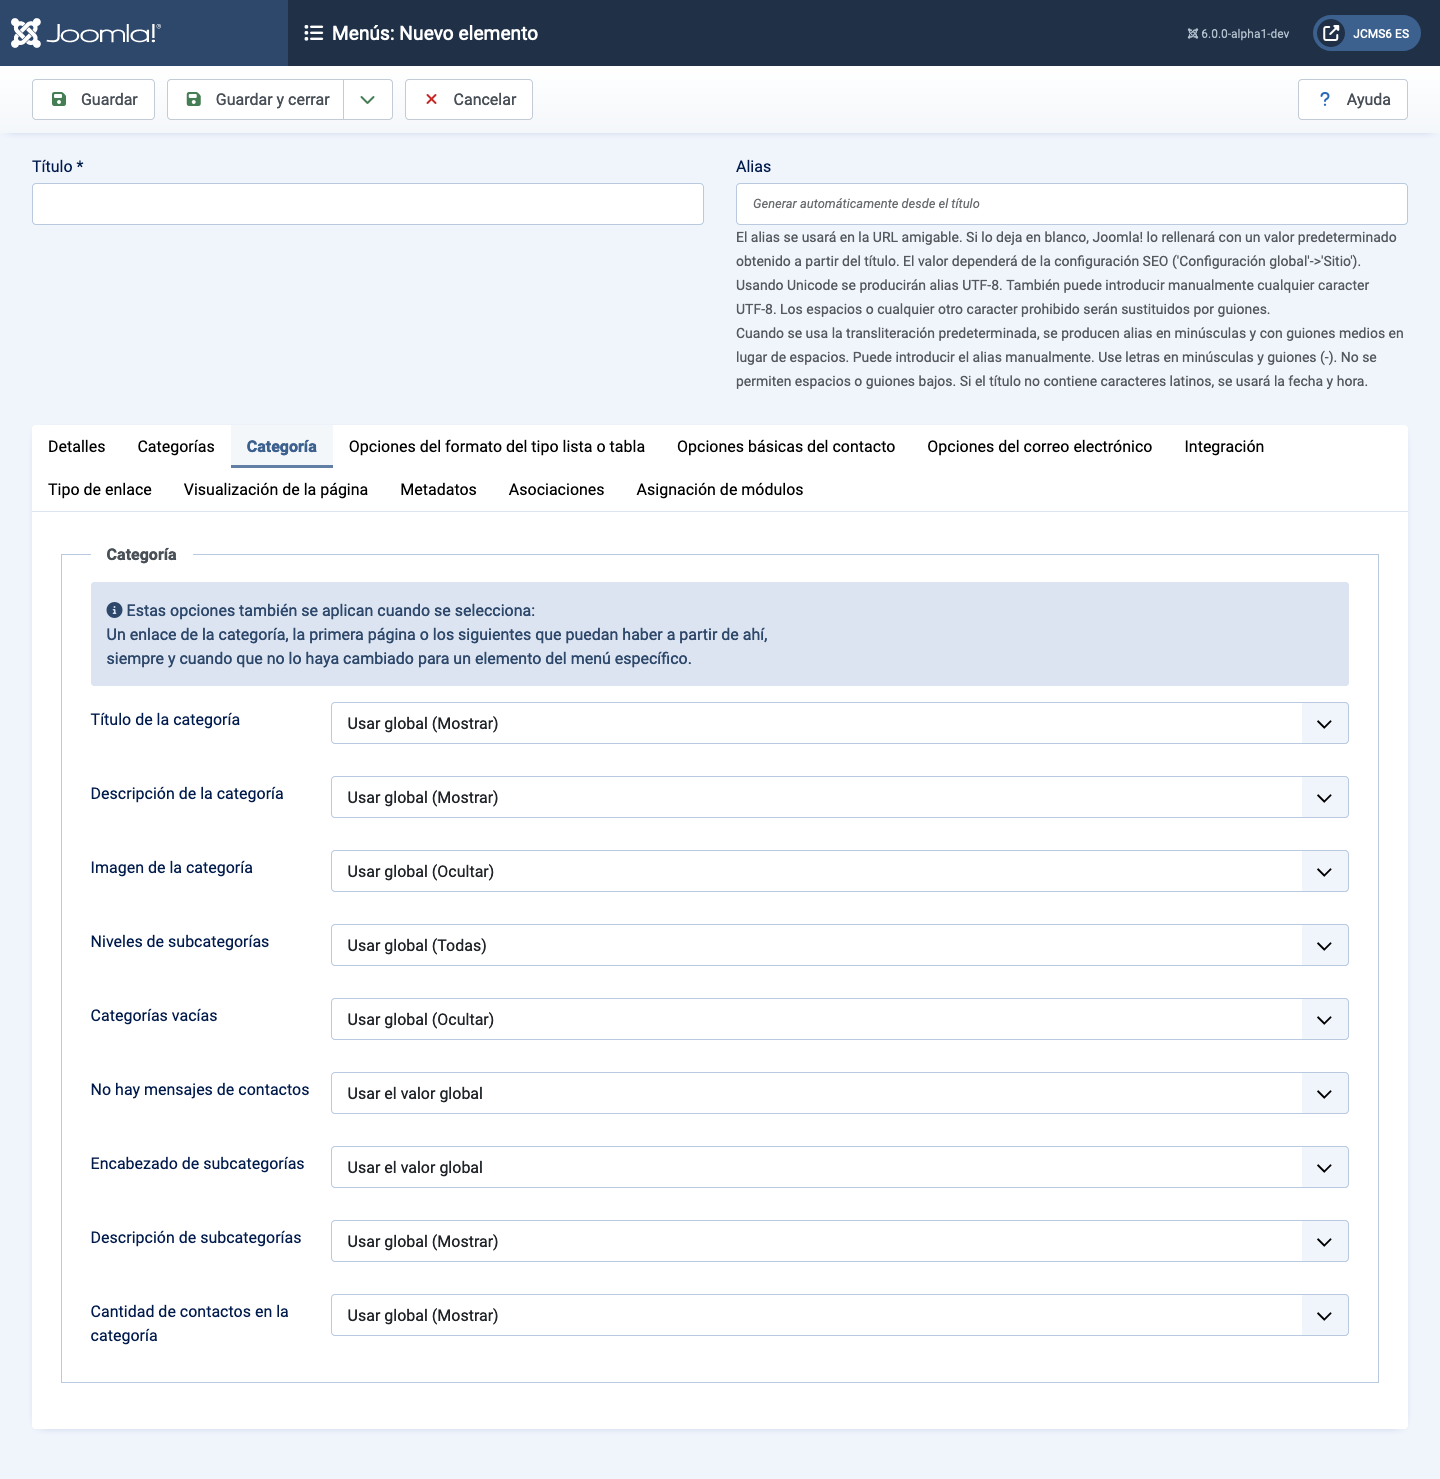 Joomla!®
Menús: Nuevo elemento
6.0.0-alpha1-dev
JCMS6 ES
Guardar
Guardar y cerrar
Cancelar
? Ayuda
Título *
Alias
Generar automáticamente desde el título
El alias se usará en la URL amigable. Si lo deja en blanco, Joomla! lo rellenará con un valor predeterminado
obtenido a partir del título. El valor dependerá de la configuración SEO ('Configuración global'->'Sitio').
Usando Unicode se producirán alias UTF-8. También puede introducir manualmente cualquier caracter
UTF-8. Los espacios o cualquier otro caracter prohibido serán sustituidos por guiones.
Cuando se usa la transliteración predeterminada, se producen alias en minúsculas y con guiones medios en
lugar de espacios. Puede introducir el alias manualmente. Use letras en minúsculas y guiones (-). No se
permiten espacios o guiones bajos. Si el título no contiene caracteres latinos, se usará la fecha y hora.
Detalles Categorías Categoría Opciones del formato del tipo lista o tabla Opciones básicas del contacto Opciones del correo electrónico Integración
Tipo de enlace Visualización de la página Metadatos Asociaciones Asignación de módulos
Categoría
Estas opciones también se aplican cuando se selecciona:
Un enlace de la categoría, la primera página o los siguientes que puedan haber a partir de ahí,
siempre y cuando que no lo haya cambiado para un elemento del menú específico.
Título de la categoría
Usar global (Mostrar)
Descripción de la categoría
Usar global (Mostrar)
Imagen de la categoría
Usar global (Ocultar)
Niveles de subcategorías
Usar global (Todas)
Categorías vacías
Usar global (Ocultar)
No hay mensajes de contactos
Usar el valor global
Encabezado de subcategorías
Usar el valor global
Descripción de subcategorías
Usar global (Mostrar)
Cantidad de contactos en la
categoría
Usar global (Mostrar)